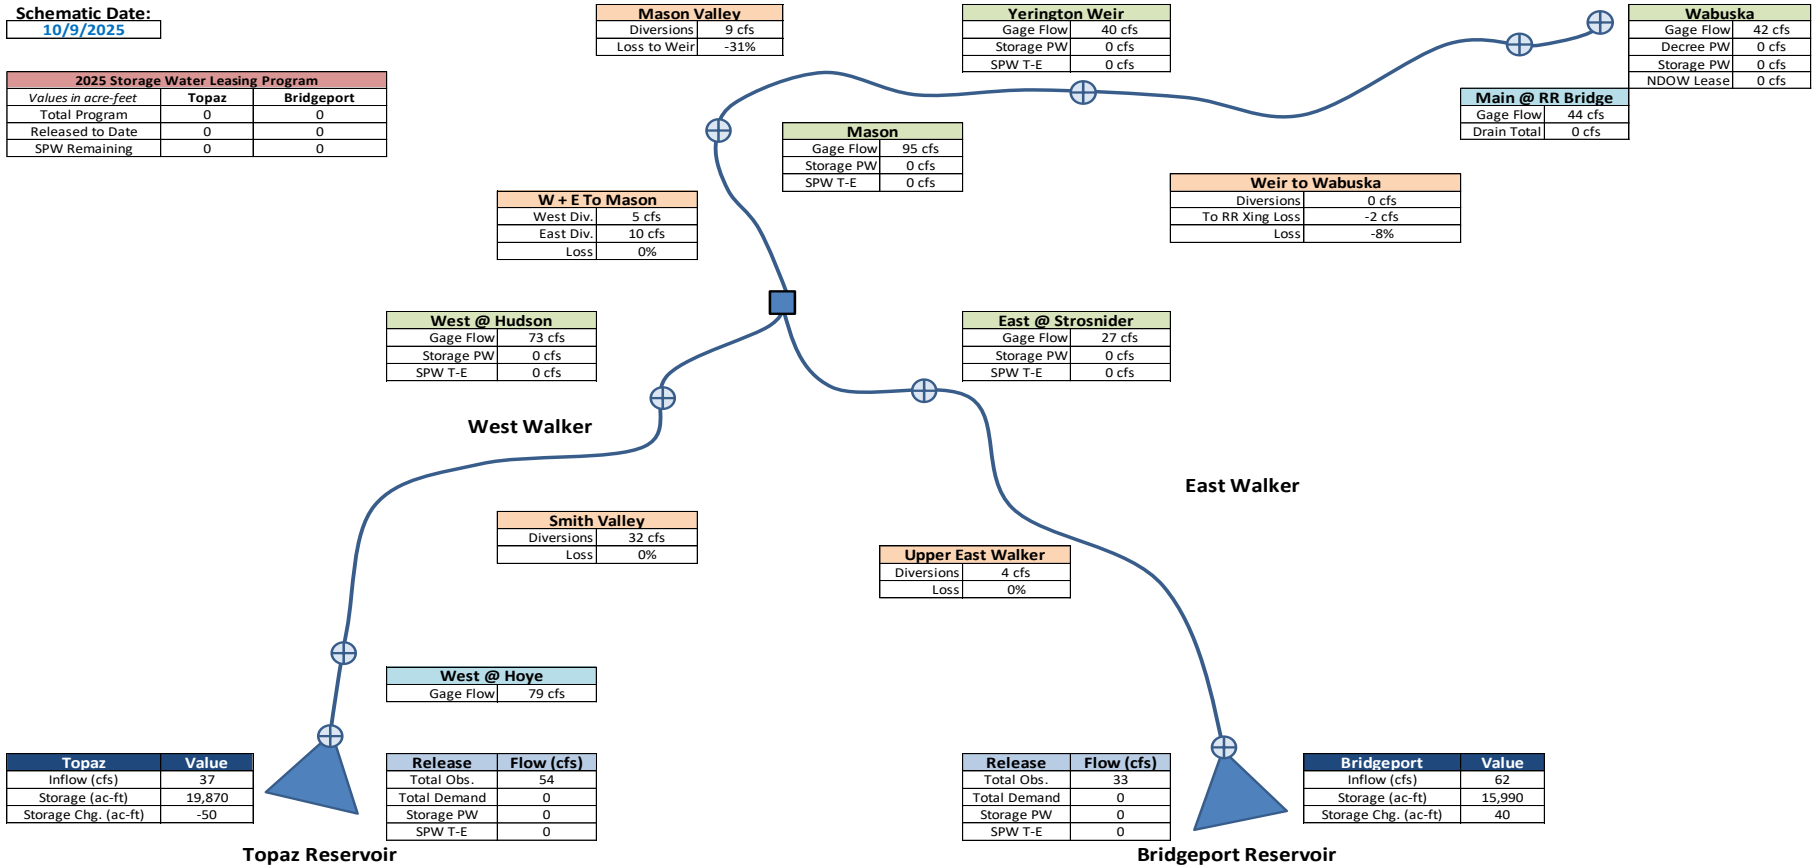 Schematic Date:
10/9/2025
2025 Storage Water Leasing Program
Values in acre-feet Topaz Bridgeport
Total Program 0 0
Released to Date 0 0
SPW Remaining 0 0
Mason Valley
Diversions 9 cfs
Loss to Weir -31%
Yerington Weir
Gage Flow 40 cfs
Storage PW 0 cfs
SPW T-E 0 cfs
Wabuska
Gage Flow 42 cfs
Decree PW 0 cfs
Storage PW 0 cfs
NDOW Lease 0 cfs
Main @ RR Bridge
Gage Flow 44 cfs
Drain Total 0 cfs
Mason
Gage Flow 95 cfs
Storage PW 0 cfs
SPW T-E 0 cfs
W + E To Mason
West Div. 5 cfs
East Div. 10 cfs
Loss 0%
Weir to Wabuska
Diversions 0 cfs
To RR Xing Loss -2 cfs
Loss -8%
West @ Hudson
Gage Flow 73 cfs
Storage PW 0 cfs
SPW T-E 0 cfs
East @ Strosnider
Gage Flow 27 cfs
Storage PW 0 cfs
SPW T-E 0 cfs
West Walker
East Walker
Smith Valley
Diversions 32 cfs
Loss 0%
Upper East Walker
Diversions 4 cfs
Loss 0%
West @ Hoye
Gage Flow 79 cfs
Topaz Value
Inflow (cfs) 37
Storage (ac-ft) 19,870
Storage Chg. (ac-ft) -50
Release Flow (cfs)
Total Obs. 54
Total Demand 0
Storage PW 0
SPW T-E 0
Release Flow (cfs)
Total Obs. 33
Total Demand 0
Storage PW 0
SPW T-E 0
Bridgeport Value
Inflow (cfs) 62
Storage (ac-ft) 15,990
Storage Chg. (ac-ft) 40
Topaz Reservoir
Bridgeport Reservoir